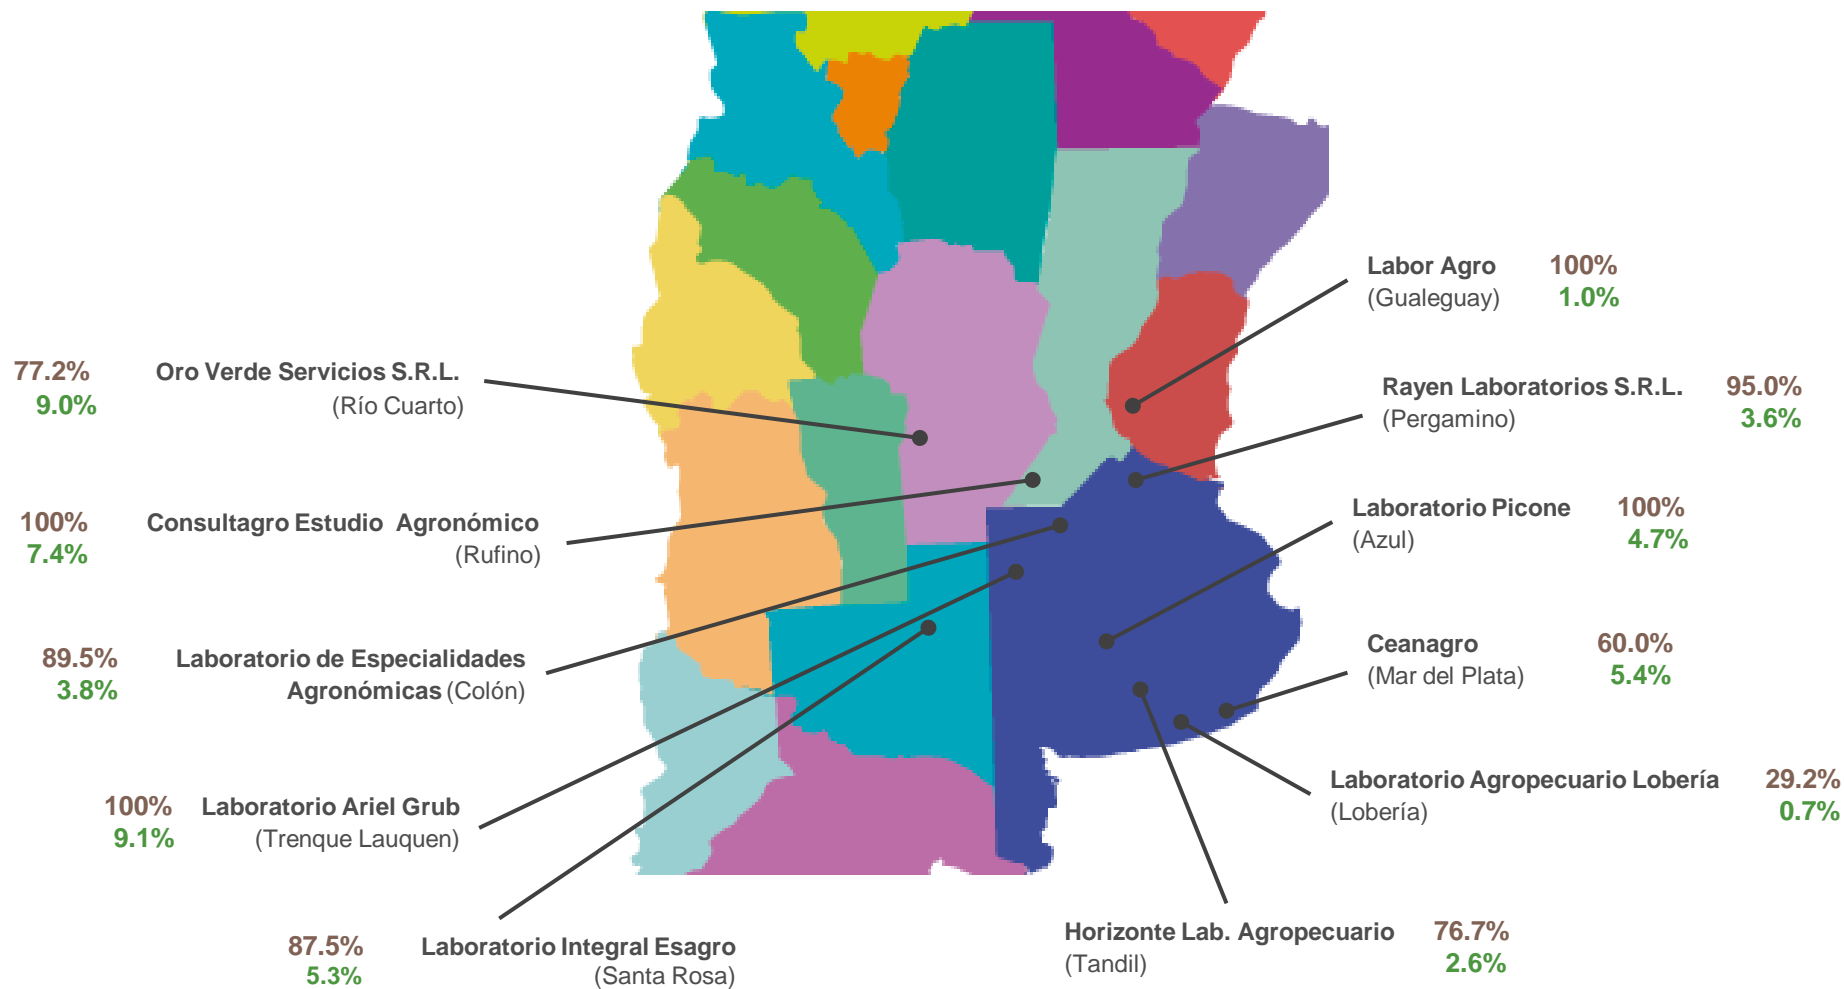 Labor Agro 100%
(Gualeguay) 1.0%
77.2% Oro Verde Servicios S.R.L.
9.0% (Río Cuarto)
Rayen Laboratorios S.R.L. 95.0%
(Pergamino) 3.6%
100% Consultagro Estudio Agronómico
7.4% (Rufino)
Laboratorio Picone 100%
(Azul) 4.7%
89.5% Laboratorio de Especialidades
3.8% Agronómicas (Colón)
Ceanagro 60.0%
(Mar del Plata) 5.4%
100% Laboratorio Ariel Grub
9.1% (Trenque Lauquen)
Laboratorio Agropecuario Lobería 29.2%
(Lobería) 0.7%
87.5% Laboratorio Integral Esagro
5.3% (Santa Rosa)
Horizonte Lab. Agropecuario 76.7%
(Tandil) 2.6%